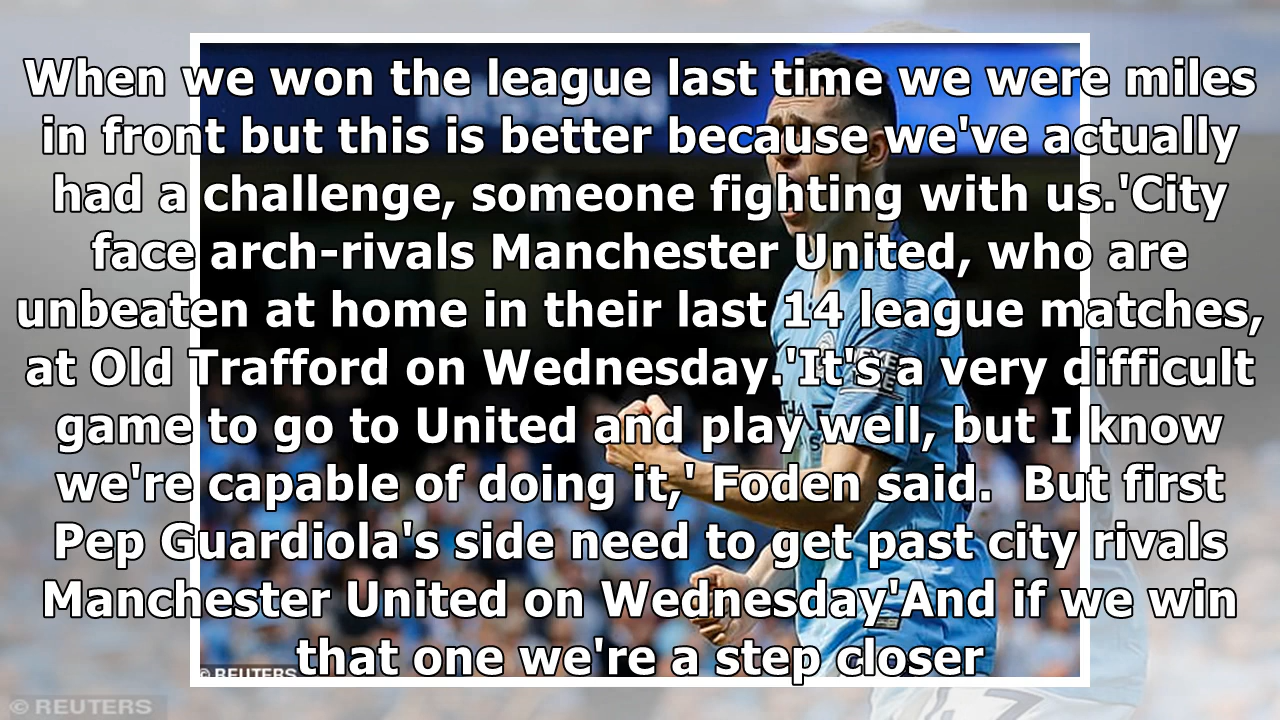 When we won the league last time we were miles
in front but this is better because we've actually
had a challenge, someone fighting with us.'City
face arch-rivals Manchester United, who are
unbeaten at home in their last 14 league matches,
at Old Trafford on Wednesday.'It's a very difficult
game to go to United and play well, but I know
we're capable of doing it,' Foden said.  But first
Pep Guardiola's side need to get past city rivals
Manchester United on Wednesday'And if we win
that one we're a step closer
© REUTERS
© REUTERS